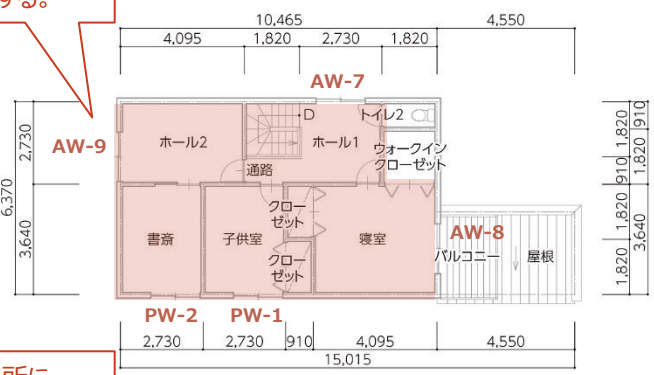 する。
10,465
4,550
4,095
1,820
2,730
1,820
AW-7
D
トイレ2
AW-9
ホール2
ホール1
ウォークイン
クローゼット
通路
クロー
ゼット
書斎
子供室
寝室
AW-8
バルコニー
屋根
クロー
ゼット
PW-2
PW-1
6,370
2,730
3,640
1,820
910
910
1,820
1,820
3,640
1,820
2,730
2,730
910
4,095
4,550
15,015
所に